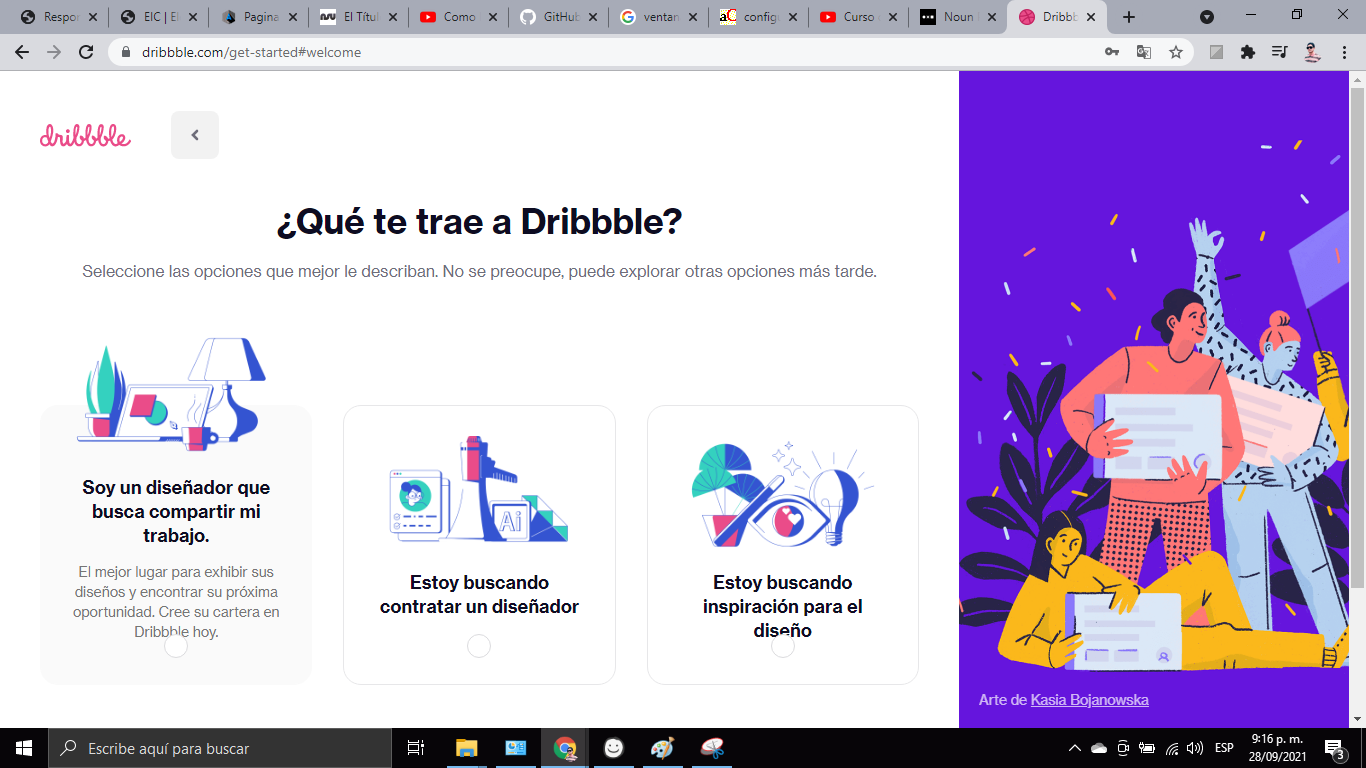 Respon
EIC | El
Pagina
El Títul
Como
GitHub
ventan
configu
Curso
Noun
Dribbb
dribbble.com/get-started#welcome
dribbble
¿Qué te trae a Dribbble?
Seleccione las opciones que mejor le describan. No se preocupe, puede explorar otras opciones más tarde.
Soy un diseñador que
busca compartir mi
trabajo.
El mejor lugar para exhibir sus
diseños y encontrar su próxima
oportunidad. Cree su cartera en
Dribbble hoy.
Ai
Estoy buscando
contratar un diseñador
Estoy buscando
inspiración para el
diseño
Arte de Kasia Bojanowska
Escribe aquí para buscar
ESP
9:16 p. m.
28/09/2021
3